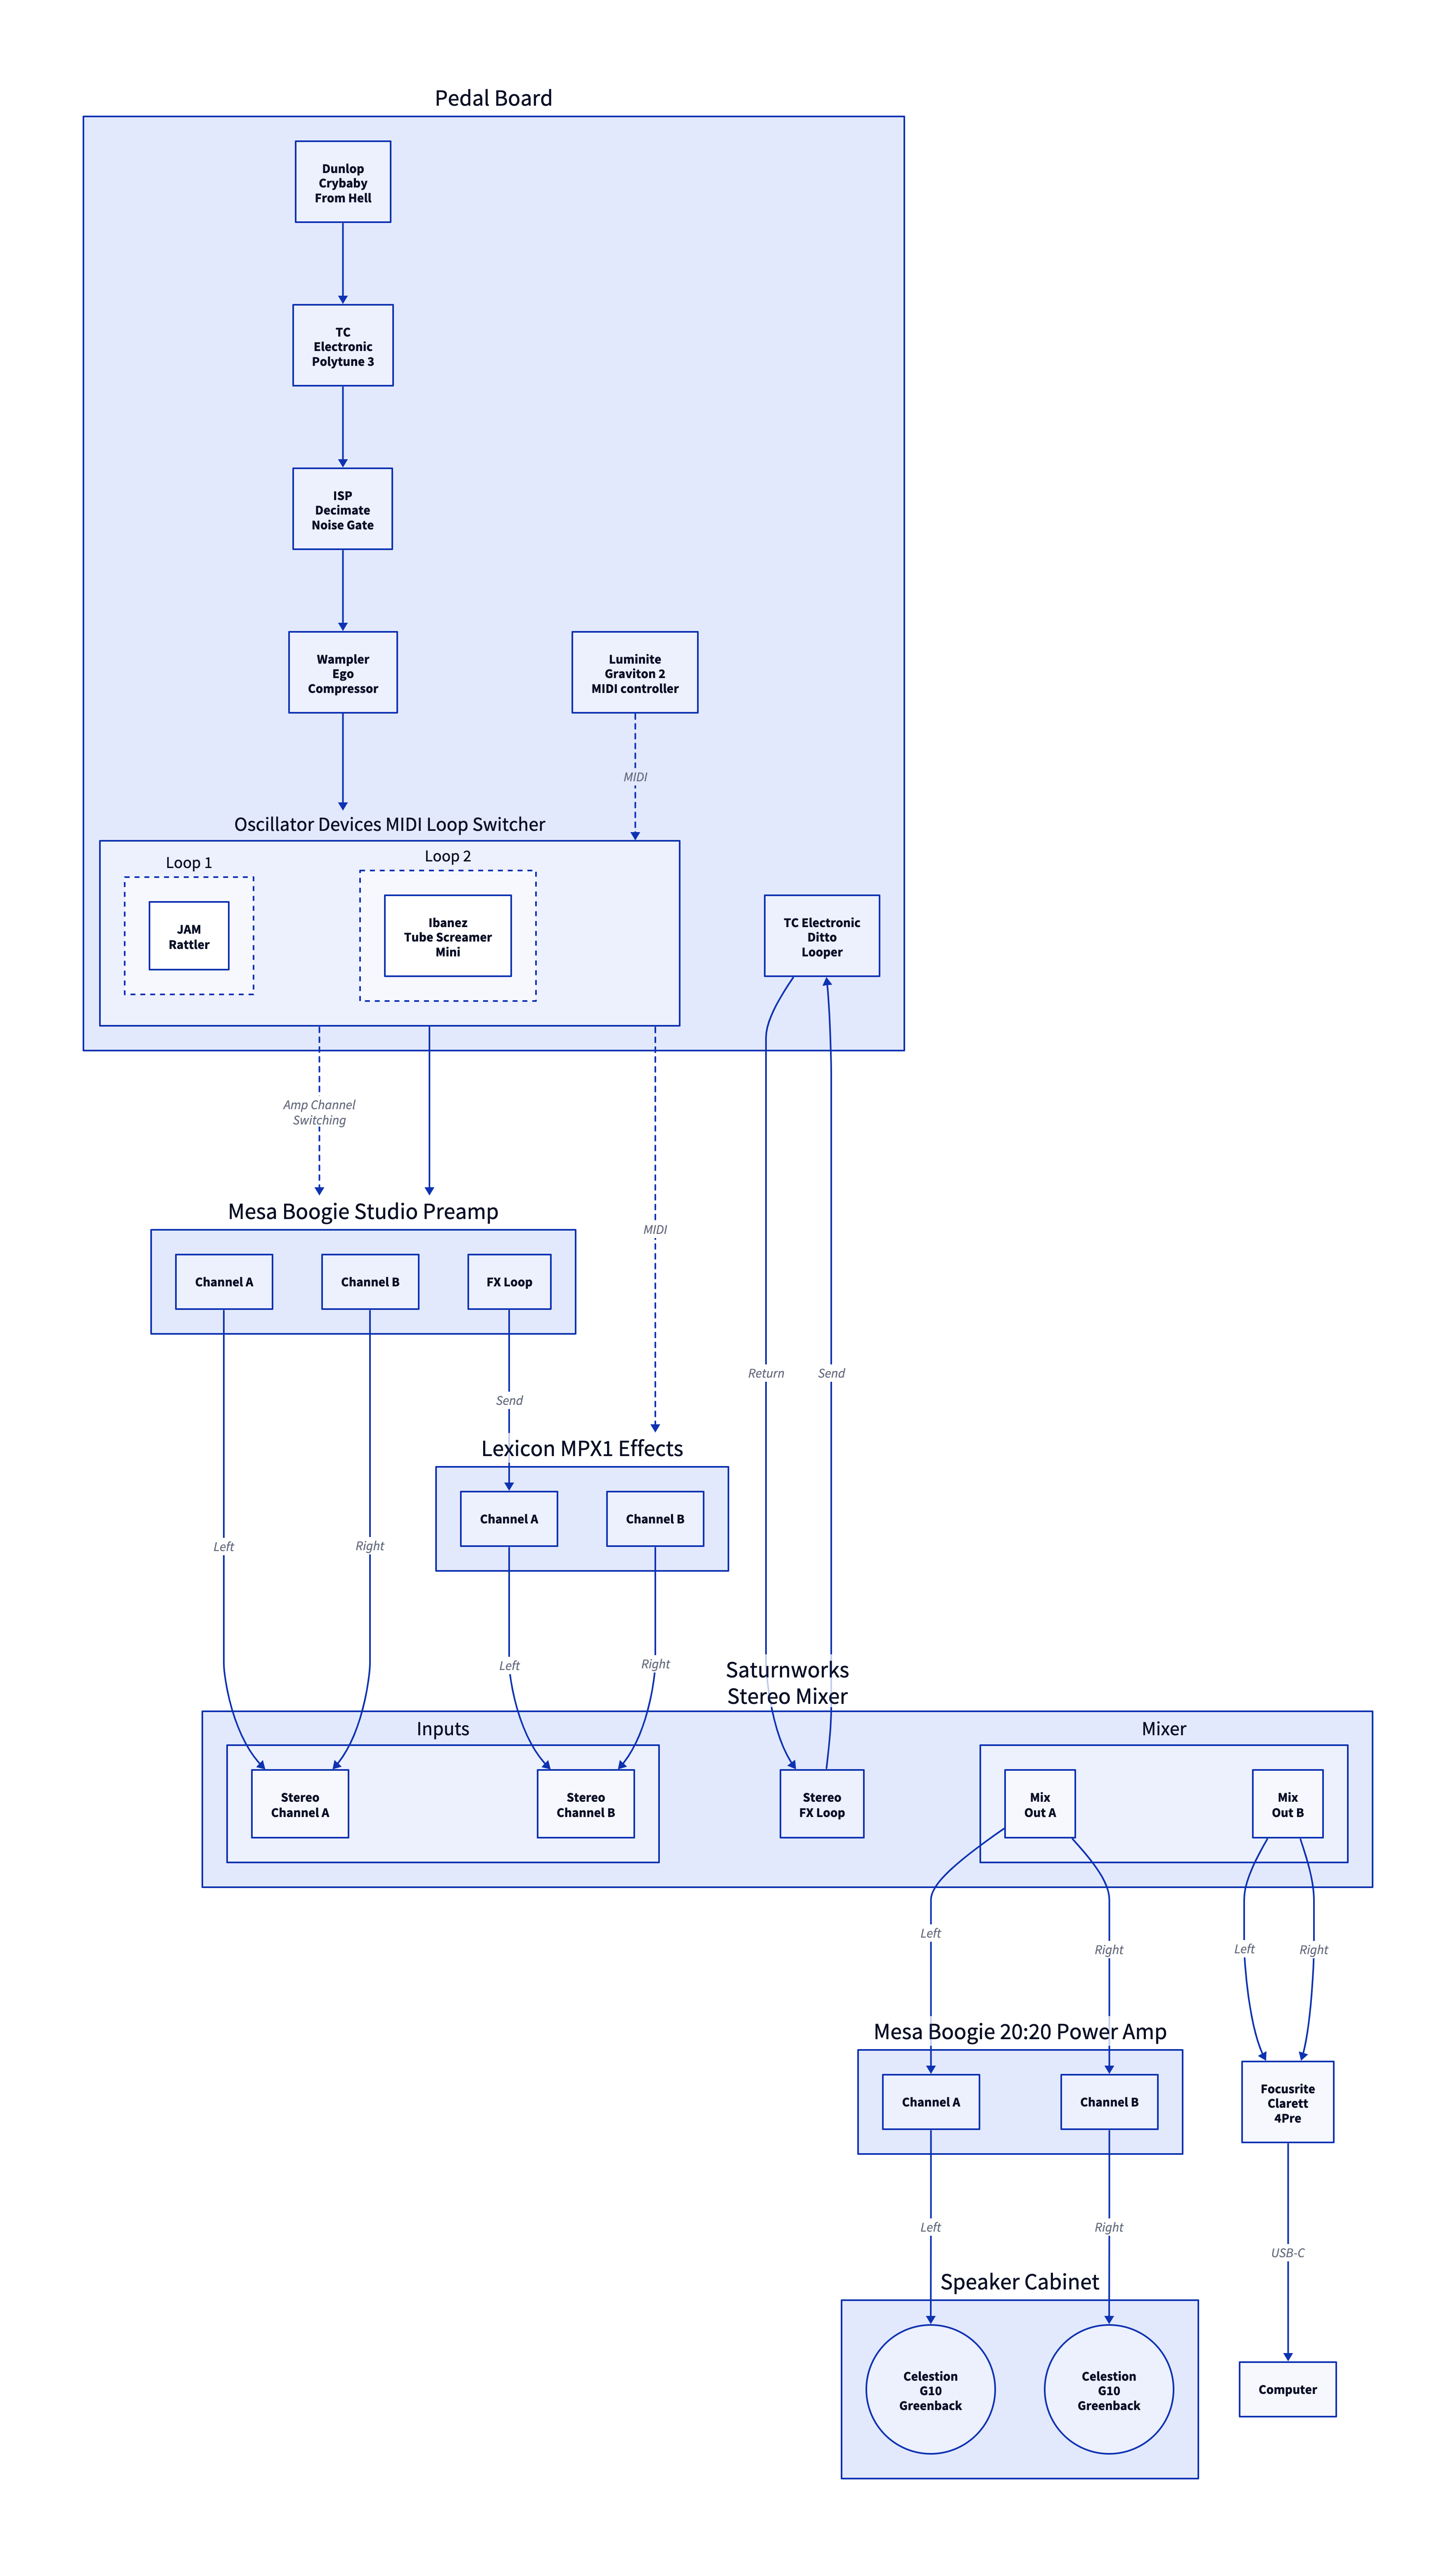 Pedal Board
Dunlop
Crybaby
From Hell
TC
Electronic
Polytune 3
ISP
Decimate
Noise Gate
Wampler
Ego
Compressor
Luminite
Graviton 2
MIDI controller
MIDI
Oscillator Devices MIDI Loop Switcher
Loop 1
JAM
Rattler
Loop 2
Ibanez
Tube Screamer
Mini
TC Electronic
Ditto
Looper
Amp Channel
Switching
Mesa Boogie Studio Preamp
Channel A
Channel B
FX Loop
MIDI
Return
Send
Send
Lexicon MPX1 Effects
Channel A
Channel B
Left
Right
Left
Right
Saturnworks
Stereo Mixer
Inputs
Stereo
Channel A
Stereo
Channel B
Stereo
FX Loop
Mixer
Mix
Out A
Mix
Out B
Left
Right
Left
Right
Mesa Boogie 20:20 Power Amp
Channel A
Channel B
Focusrite
Clarett
4Pre
Left
Right
USB-C
Speaker Cabinet
Celestion
G10
Greenback
Celestion
G10
Greenback
Computer